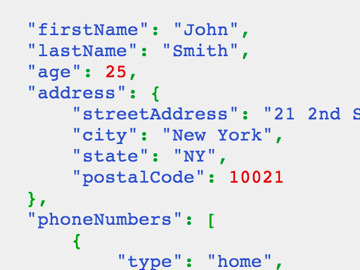 "firstName": "John",
"lastName": "Smith",
"age": 25,
"address": {
"streetAddress": "21 2nd S
"city": "New York",
"state": "NY",
"postalCode": 10021
},
"phoneNumbers": [
{
"type": "home",